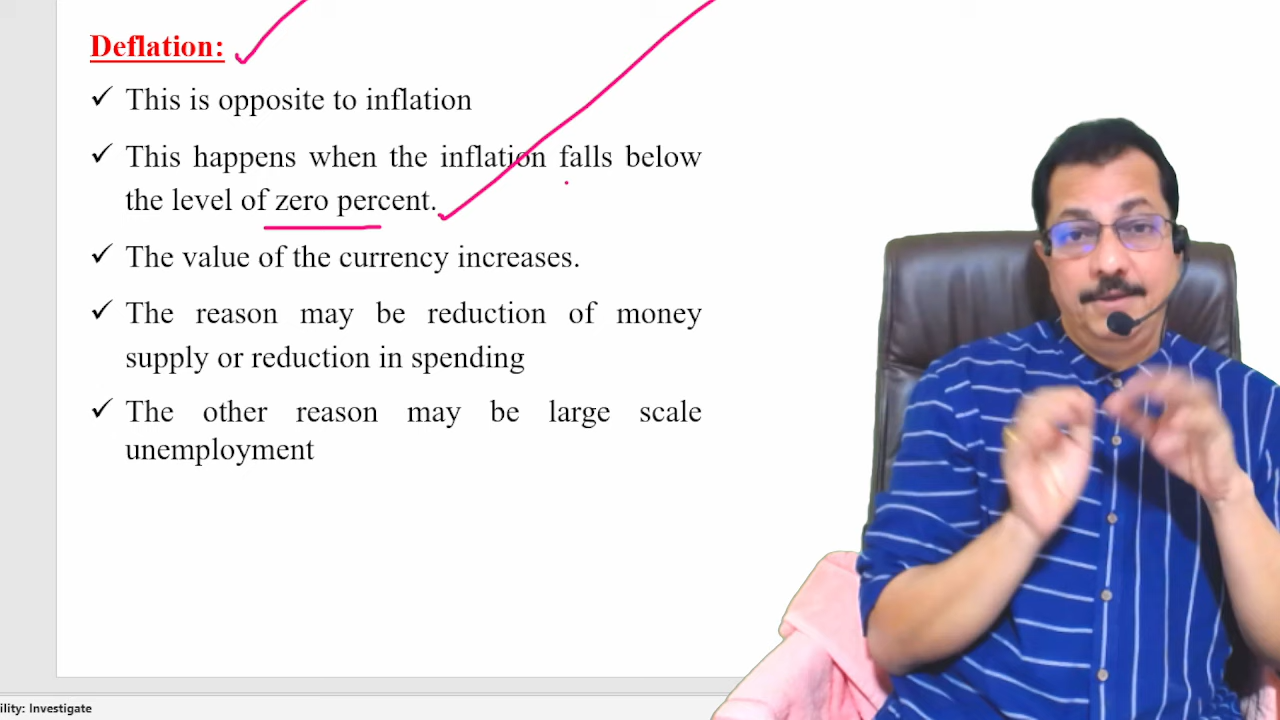 Deflation:
✓ This is opposite to inflation
✓ This happens when the inflation falls below
the level of zero percent.
✓ The value of the currency increases.
✓ The reason may be reduction of money
supply or reduction in spending
✓ The other reason may be large scale
unemployment
ility: Investigate